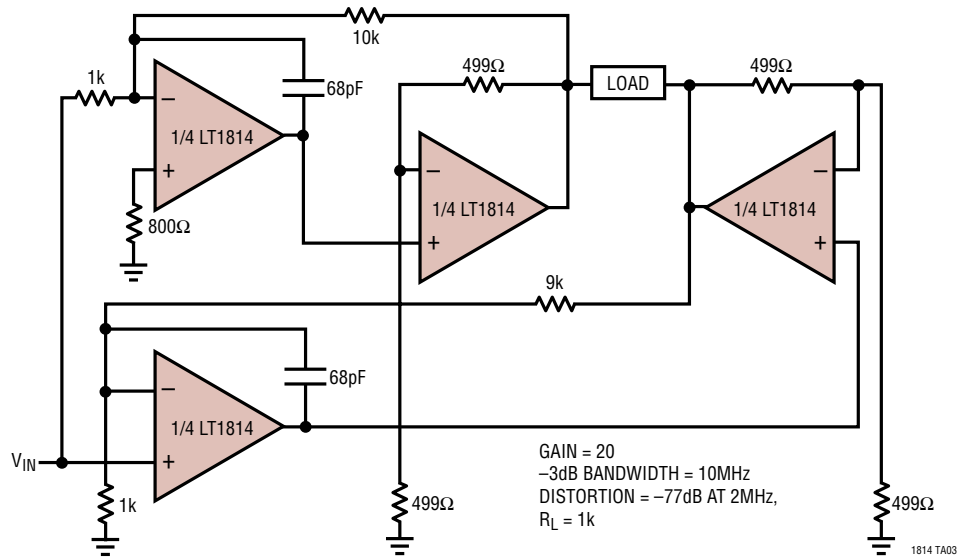 10k
1k
68pF
–
1/4 LT1814
+
800Ω
499Ω
LOAD
499Ω
–
1/4 LT1814
+
–
1/4 LT1814
+
9k
68pF
–
1/4 LT1814
+
VIN
1k
499Ω
499Ω
GAIN = 20
–3dB BANDWIDTH = 10MHz
DISTORTION = –77dB AT 2MHz,
RL = 1k
1814 TA03